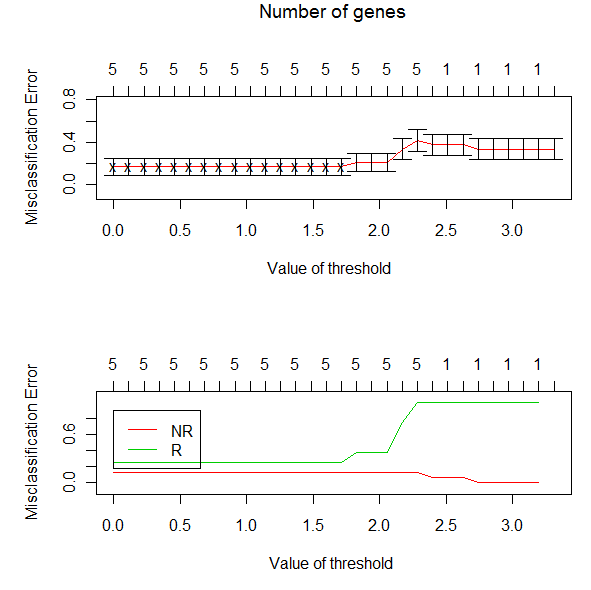 Number of genes
5 5 5 5 5 5 5 5 5 5 5 1 1 1 1
Misclassification Error
0.8
0.4
0.0
x x x x x x x x x x x x x x x x
0.0 0.5 1.0 1.5 2.0 2.5 3.0
Value of threshold
5 5 5 5 5 5 5 5 5 5 5 1 1 1 1
Misclassification Error
0.6
0.0
NR
R
0.0 0.5 1.0 1.5 2.0 2.5 3.0
Value of threshold